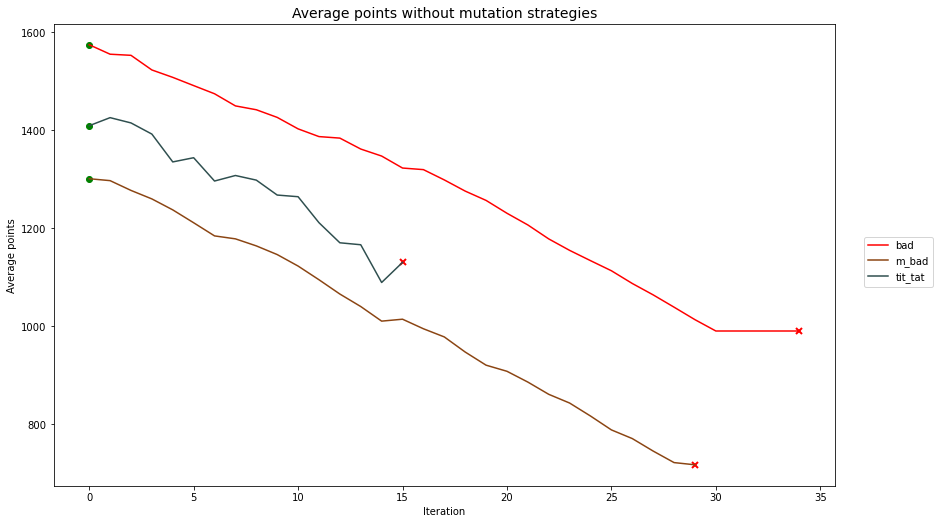 Average points without mutation strategies
1600
1400
1200
1000
800
Average points
0 5 10 15 20 25 30 35
Iteration
bad
m_bad
tit_tat